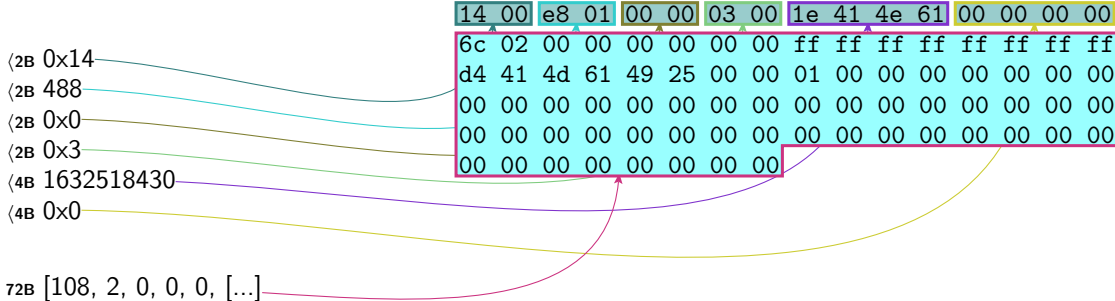 14 00 e8 01 00 00 03 00 1e 41 4e 61 00 00 00 00
6c 02 00 00 00 00 00 00 ff ff ff ff ff ff ff ff
d4 41 4d 61 49 25 00 00 01 00 00 00 00 00 00 00
00 00 00 00 00 00 00 00 00 00 00 00 00 00 00 00
00 00 00 00 00 00 00 00 00 00 00 00 00 00 00 00
00 00 00 00 00 00 00 00
⟨2B 0x14
⟨2B 488
⟨2B 0x0
⟨2B 0x3
⟨4B 1632518430
⟨4B 0x0
72B [108, 2, 0, 0, 0, [...]